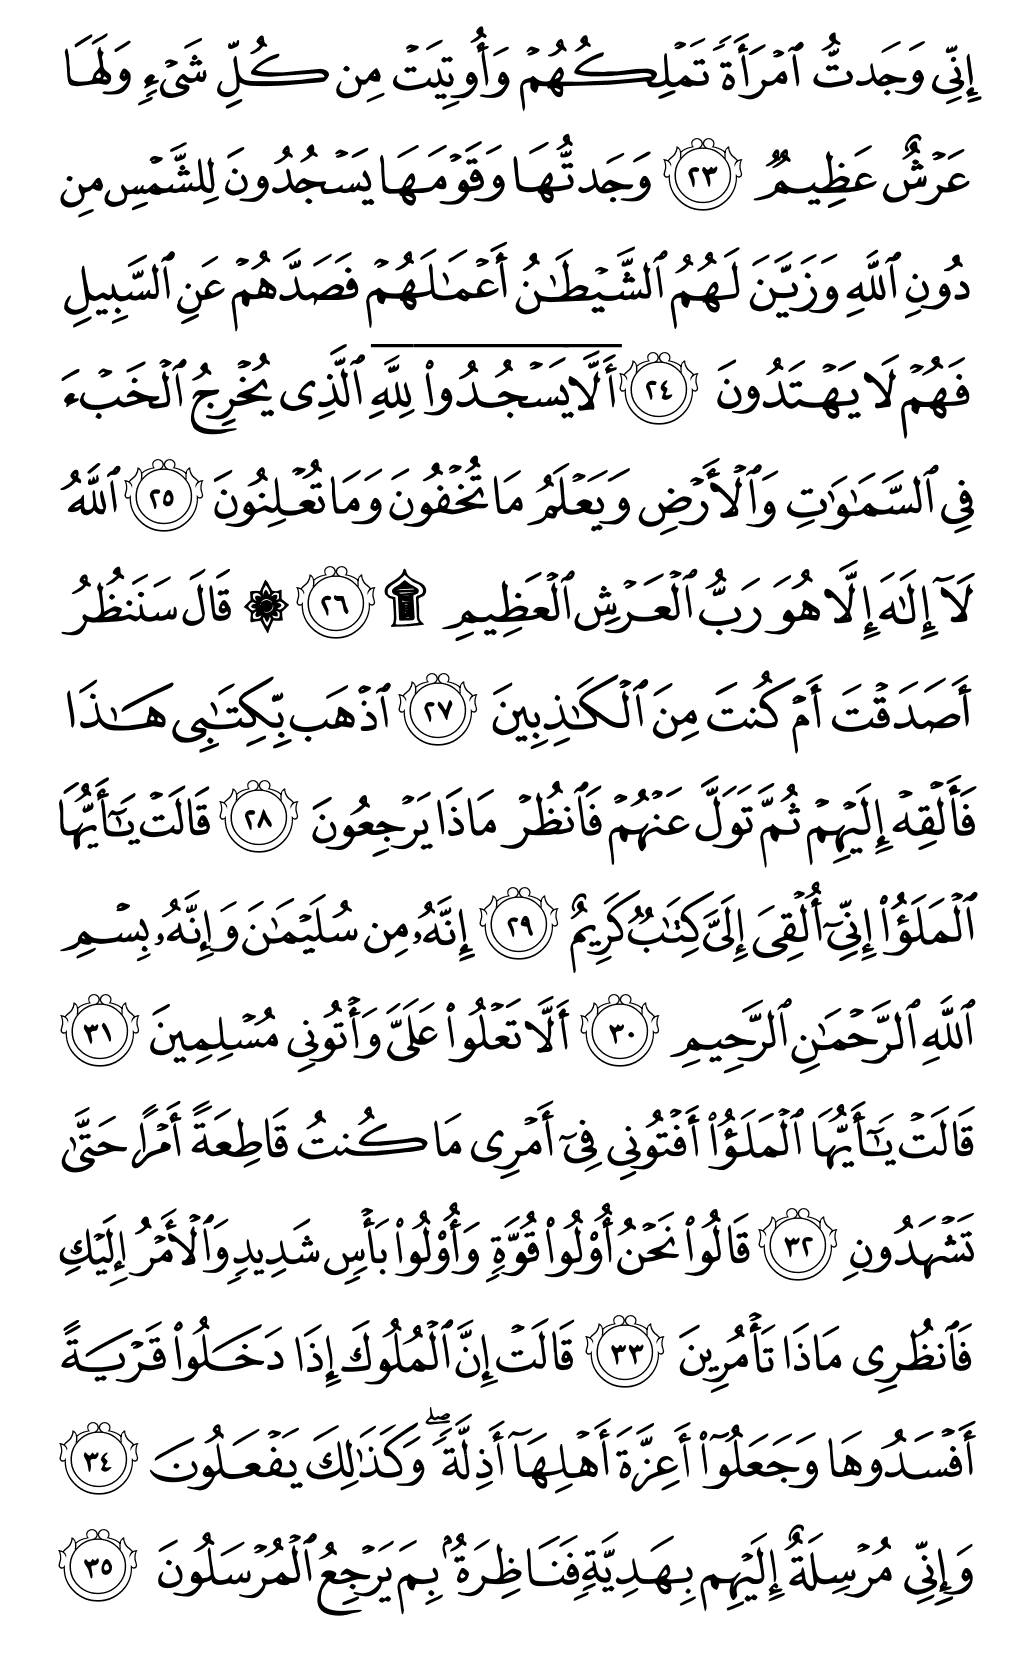 إِنِّى وَجَدتُّ ٱمۡرَأَةٗ تَمۡلِكُهُمۡ وَأُوتِيَتۡ مِن كُلِّ شَىۡءٖ وَلَهَا
عَرۡشٌ عَظِيمٞ ٢٣ وَجَدتُّهَا وَقَوۡمَهَا يَسۡجُدُونَ لِلشَّمۡسِ مِن
دُونِ ٱللَّهِ وَزَيَّنَ لَهُمُ ٱلشَّيۡطَٰنُ أَعۡمَٰلَهُمۡ فَصَدَّهُمۡ عَنِ ٱلسَّبِيلِ
فَهُمۡ لَا يَهۡتَدُونَ ٢٤ أَلَّا يَسۡجُدُواْ لِلَّهِ ٱلَّذِى يُخۡرِجُ ٱلۡخَبۡءَ
فِى ٱلسَّمَٰوَٰتِ وَٱلۡأَرۡضِ وَيَعۡلَمُ مَا تُخۡفُونَ وَمَا تُعۡلِنُونَ ٢٥ ٱللَّهُ
لَآ إِلَٰهَ إِلَّا هُوَ رَبُّ ٱلۡعَرۡشِ ٱلۡعَظِيمِ ۩ ٢٦ ۞ قَالَ سَنَنظُرُ
أَصَدَقۡتَ أَمۡ كُنتَ مِنَ ٱلۡكَٰذِبِينَ ٢٧ ٱذۡهَب بِّكِتَٰبِى هَٰذَا
فَأَلۡقِهۡ إِلَيۡهِمۡ ثُمَّ تَوَلَّ عَنۡهُمۡ فَٱنظُرۡ مَاذَا يَرۡجِعُونَ ٢٨ قَالَتۡ يَٰٓأَيُّهَا
ٱلۡمَلَؤُاْ إِنِّىٓ أُلۡقِىَ إِلَىَّ كِتَٰبٞ كَرِيمٌ ٢٩ إِنَّهُۥ مِن سُلَيۡمَٰنَ وَإِنَّهُۥ بِسۡمِ
ٱللَّهِ ٱلرَّحۡمَٰنِ ٱلرَّحِيمِ ٣٠ أَلَّا تَعۡلُواْ عَلَىَّ وَأۡتُونِى مُسۡلِمِينَ ٣١
قَالَتۡ يَٰٓأَيُّهَا ٱلۡمَلَؤُاْ أَفۡتُونِى فِىٓ أَمۡرِى مَا كُنتُ قَاطِعَةً أَمۡرًا حَتَّىٰ
تَشۡهَدُونِ ٣٢ قَالُواْ نَحۡنُ أُوْلُواْ قُوَّةٖ وَأُوْلُواْ بَأۡسٖ شَدِيدٖ وَٱلۡأَمۡرُ إِلَيۡكِ
فَٱنظُرِى مَاذَا تَأۡمُرِينَ ٣٣ قَالَتۡ إِنَّ ٱلۡمُلُوكَ إِذَا دَخَلُواْ قَرۡيَةً
أَفۡسَدُوهَا وَجَعَلُوٓاْ أَعِزَّةَ أَهۡلِهَآ أَذِلَّةٗۖ وَكَذَٰلِكَ يَفۡعَلُونَ ٣٤
وَإِنِّى مُرۡسِلَةٌ إِلَيۡهِم بِهَدِيَّةٖ فَنَاظِرَةُۢ بِمَ يَرۡجِعُ ٱلۡمُرۡسَلُونَ ٣٥